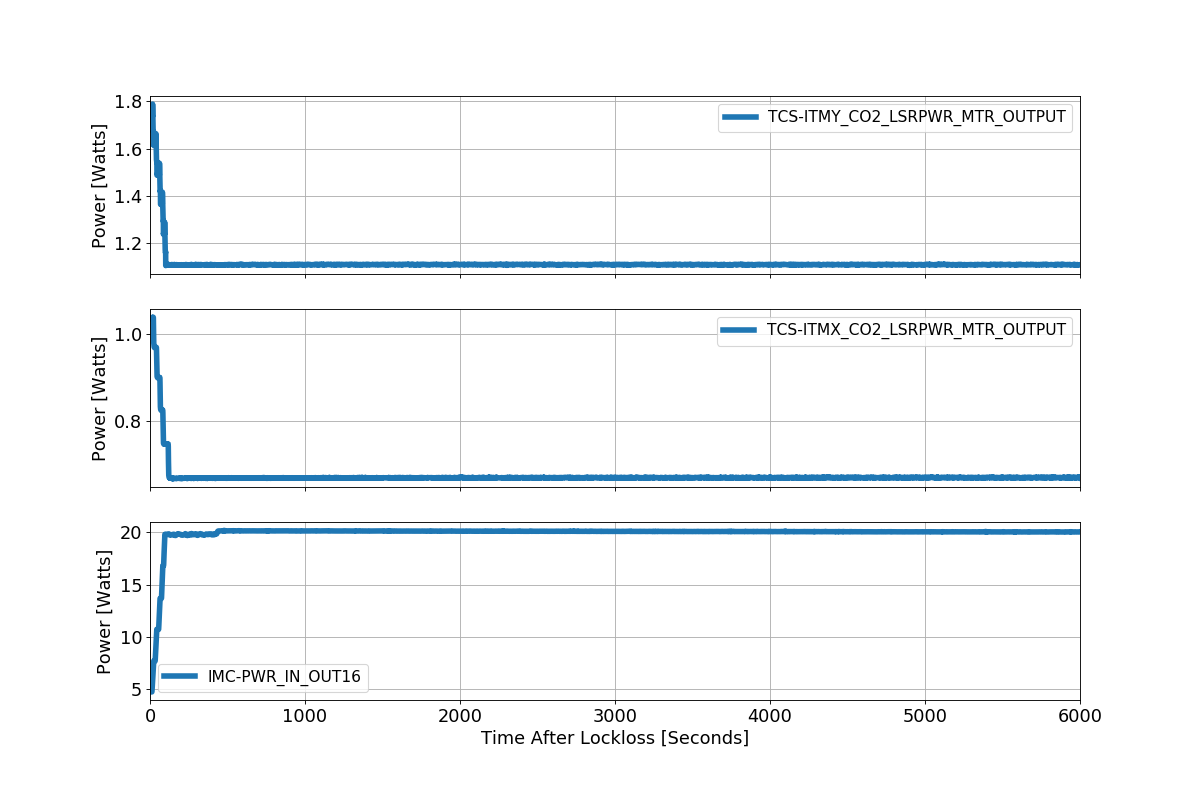 1.8
1.6
1.4
1.2
Power [Watts]
TCS-ITMY_CO2_LSRPWR_MTR_OUTPUT
1.0
0.8
Power [Watts]
TCS-ITMX_CO2_LSRPWR_MTR_OUTPUT
20
15
10
5
Power [Watts]
IMC-PWR_IN_OUT16
0 1000 2000 3000 4000 5000 6000
Time After Lockloss [Seconds]